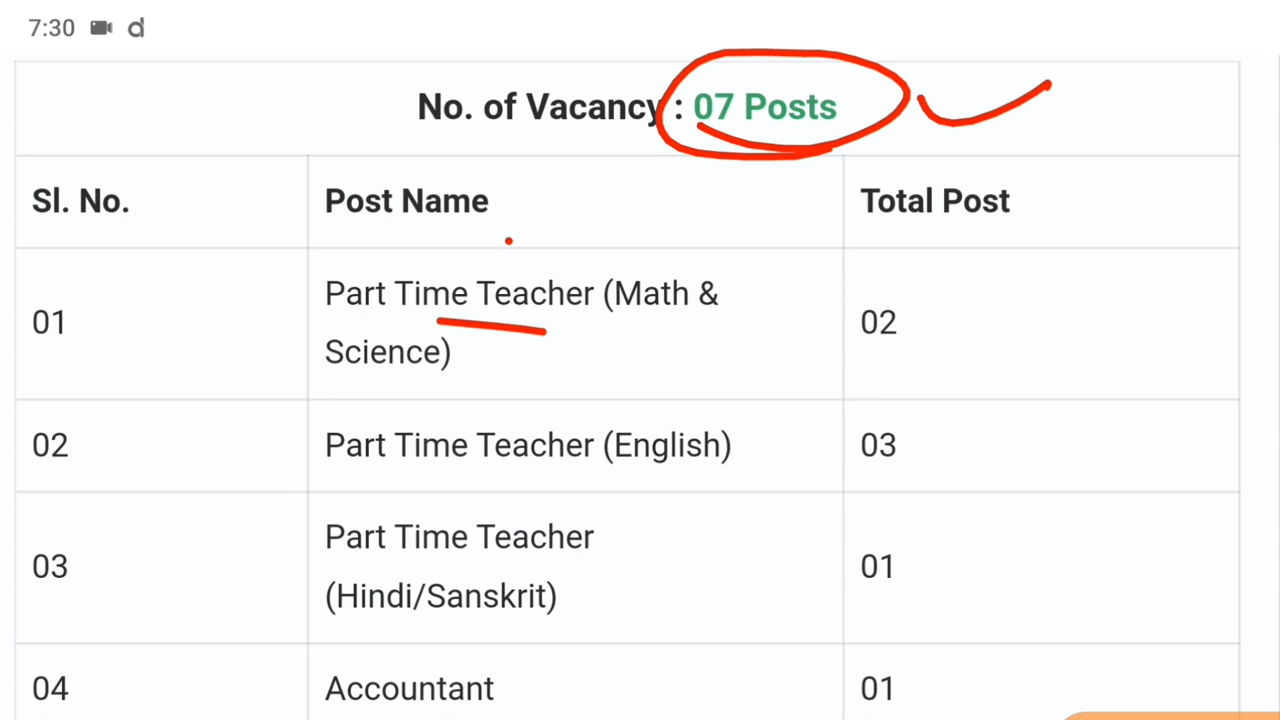 7:30
No. of Vacancy : 07 Posts
Sl. No. Post Name Total Post
01 Part Time Teacher (Math & Science) 02
02 Part Time Teacher (English) 03
03 Part Time Teacher (Hindi/Sanskrit) 01
04 Accountant 01